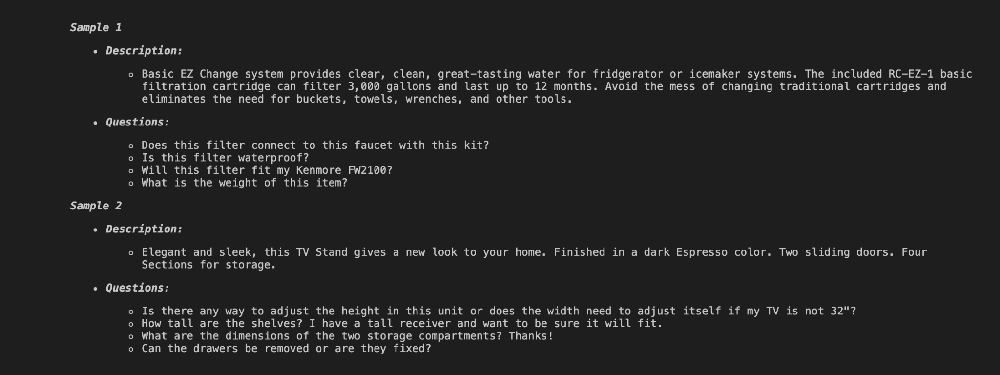 Sample 1
• Description:
◦ Basic EZ Change system provides clear, clean, great-tasting water for fridgerator or icemaker systems. The included RC-EZ-1 basic
filtration cartridge can filter 3,000 gallons and last up to 12 months. Avoid the mess of changing traditional cartridges and
eliminates the need for buckets, towels, wrenches, and other tools.
• Questions:
◦ Does this filter connect to this faucet with this kit?
◦ Is this filter waterproof?
◦ Will this filter fit my Kenmore FW2100?
◦ What is the weight of this item?
Sample 2
• Description:
◦ Elegant and sleek, this TV Stand gives a new look to your home. Finished in a dark Espresso color. Two sliding doors. Four
Sections for storage.
• Questions:
◦ Is there any way to adjust the height in this unit or does the width need to adjust itself if my TV is not 32"?
◦ How tall are the shelves? I have a tall receiver and want to be sure it will fit.
◦ What are the dimensions of the two storage compartments? Thanks!
◦ Can the drawers be removed or are they fixed?